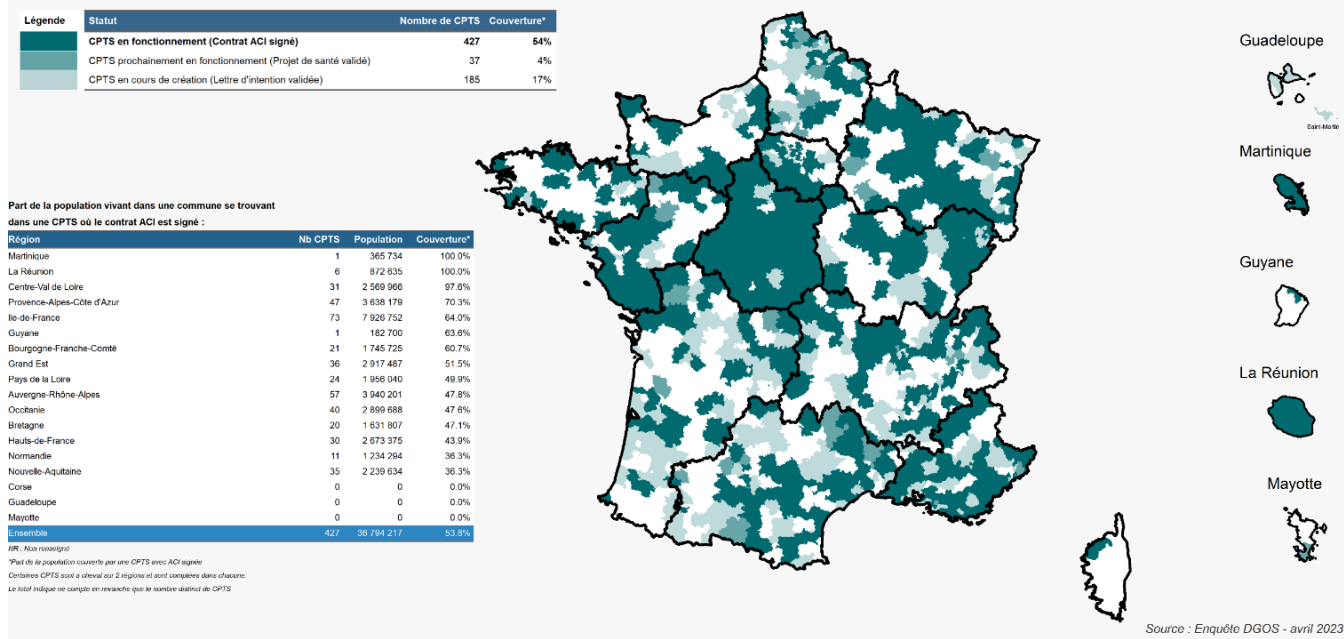 Légende
Statut Nombre de CPTS Couverture*
CPTS en fonctionnement (Contrat ACI signé) 427 54%
CPTS prochainement en fonctionnement (Projet de santé validé) 37 4%
CPTS en cours de création (Lettre d'intention validée) 185 17%
Guadeloupe
Saint-Martin
Martinique
Guyane
La Réunion
Mayotte
Part de la population vivant dans une commune se trouvant
dans une CPTS où le contrat ACI est signé :
Région Nb CPTS Population Couverture*
Martinique 1 365 734 100.0%
La Réunion 6 872 635 100.0%
Centre-Val de Loire 31 2 569 966 97.6%
Provence-Alpes-Côte d'Azur 47 3 638 179 70.3%
Ile-de-France 73 7 926 752 64.0%
Guyane 1 182 700 63.6%
Bourgogne-Franche-Comté 21 1 745 725 60.7%
Grand Est 36 2 917 487 51.5%
Pays de la Loire 24 1 956 040 49.9%
Auvergne-Rhône-Alpes 57 3 940 201 47.8%
Occitanie 40 2 899 688 47.6%
Bretagne 20 1 631 807 47.1%
Hauts-de-France 30 2 673 375 43.9%
Normandie 11 1 234 294 36.3%
Nouvelle-Aquitaine 35 2 239 634 36.3%
Corse 0 0 0.0%
Guadeloupe 0 0 0.0%
Mayotte 0 0 0.0%
Ensemble 427 38 794 217 53.8%
NR : Non renseigné
*Part de la population couverte par une CPTS avec ACI signée
Certaines CPTS sont à cheval sur 2 régions et sont comptées dans chacune.
Le total indiqué ne compte en revanche que le nombre distinct de CPTS
Source : Enquête DGOS - avril 2023